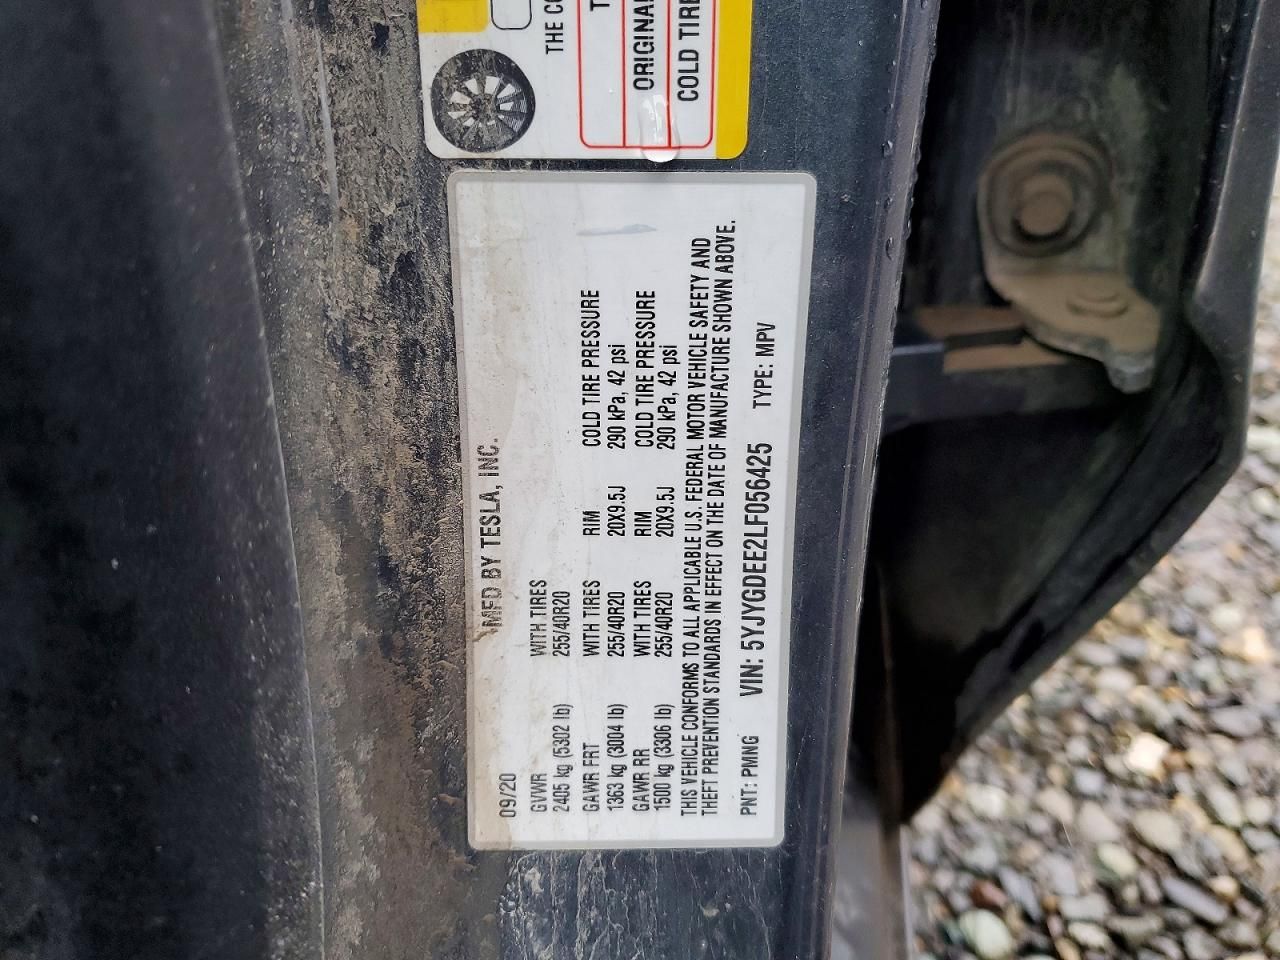 THE CO
T
ORIGINAL
COLD TIRE
MFD BY TESLA, INC.
09/20
GVWR WITH TIRES
2405 kg (5302 lb) 255/40R20
GAWR FRT WITH TIRES RIM COLD TIRE PRESSURE
1363 kg (3004 lb) 255/40R20 20X9.5J 290 kPa, 42 psi
GAWR RR WITH TIRES RIM COLD TIRE PRESSURE
1500 kg (3306 lb) 255/40R20 20X9.5J 290 kPa, 42 psi
THIS VEHICLE CONFORMS TO ALL APPLICABLE U.S. FEDERAL MOTOR VEHICLE SAFETY AND
THEFT PREVENTION STANDARDS IN EFFECT ON THE DATE OF MANUFACTURE SHOWN ABOVE.
PNT: PMNG VIN: 5YJYGDEE2LF056425 TYPE: MPV